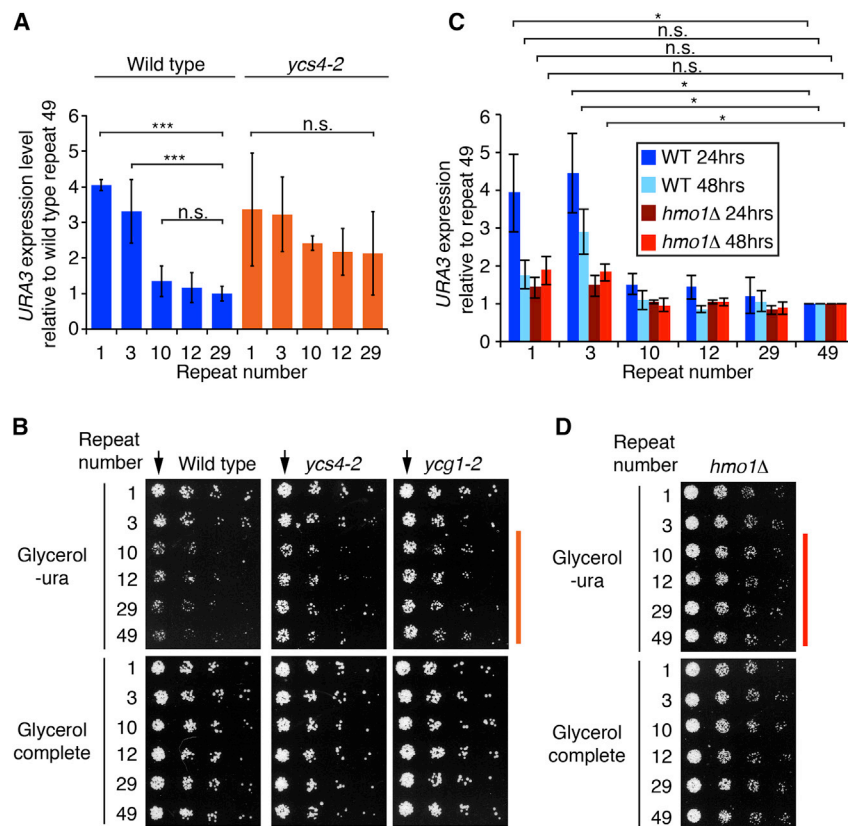 A
Wild type
ycs4-2
URA3 expression level
relative to wild type repeat 49
6
5
4
3
2
1
0
***
***
n.s.
n.s.
1 3 10 12 29 1 3 10 12 29
Repeat number
C
*
n.s.
n.s.
n.s.
*
*
*
URA3 expression
relative to repeat 49
6
5
4
3
2
1
0
WT 24hrs
WT 48hrs
hmo1Δ 24hrs
hmo1Δ 48hrs
1 3 10 12 29 49
Repeat number
B
Repeat
number
Wild type
ycs4-2
ycg1-2
Glycerol
-ura
1
3
10
12
29
49
Glycerol
complete
1
3
10
12
29
49
D
Repeat
number
hmo1Δ
Glycerol
-ura
1
3
10
12
29
49
Glycerol
complete
1
3
10
12
29
49